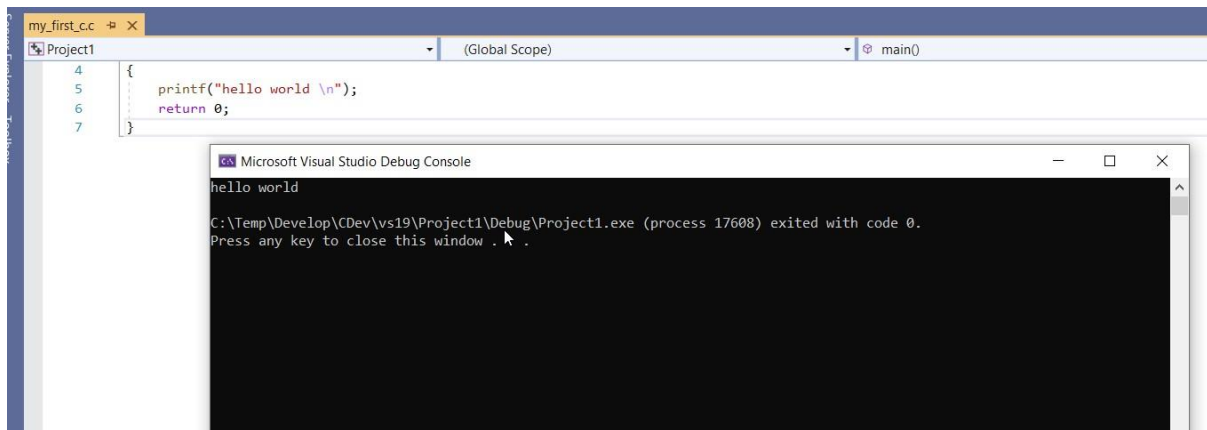 my_first_c.c
Project1 (Global Scope) main()
4 {
5 printf("hello world \n");
6 return 0;
7 }
Microsoft Visual Studio Debug Console
hello world
C:\Temp\Develop\CDev\vs19\Project1\Debug\Project1.exe (process 17608) exited with code 0.
Press any key to close this window . . .